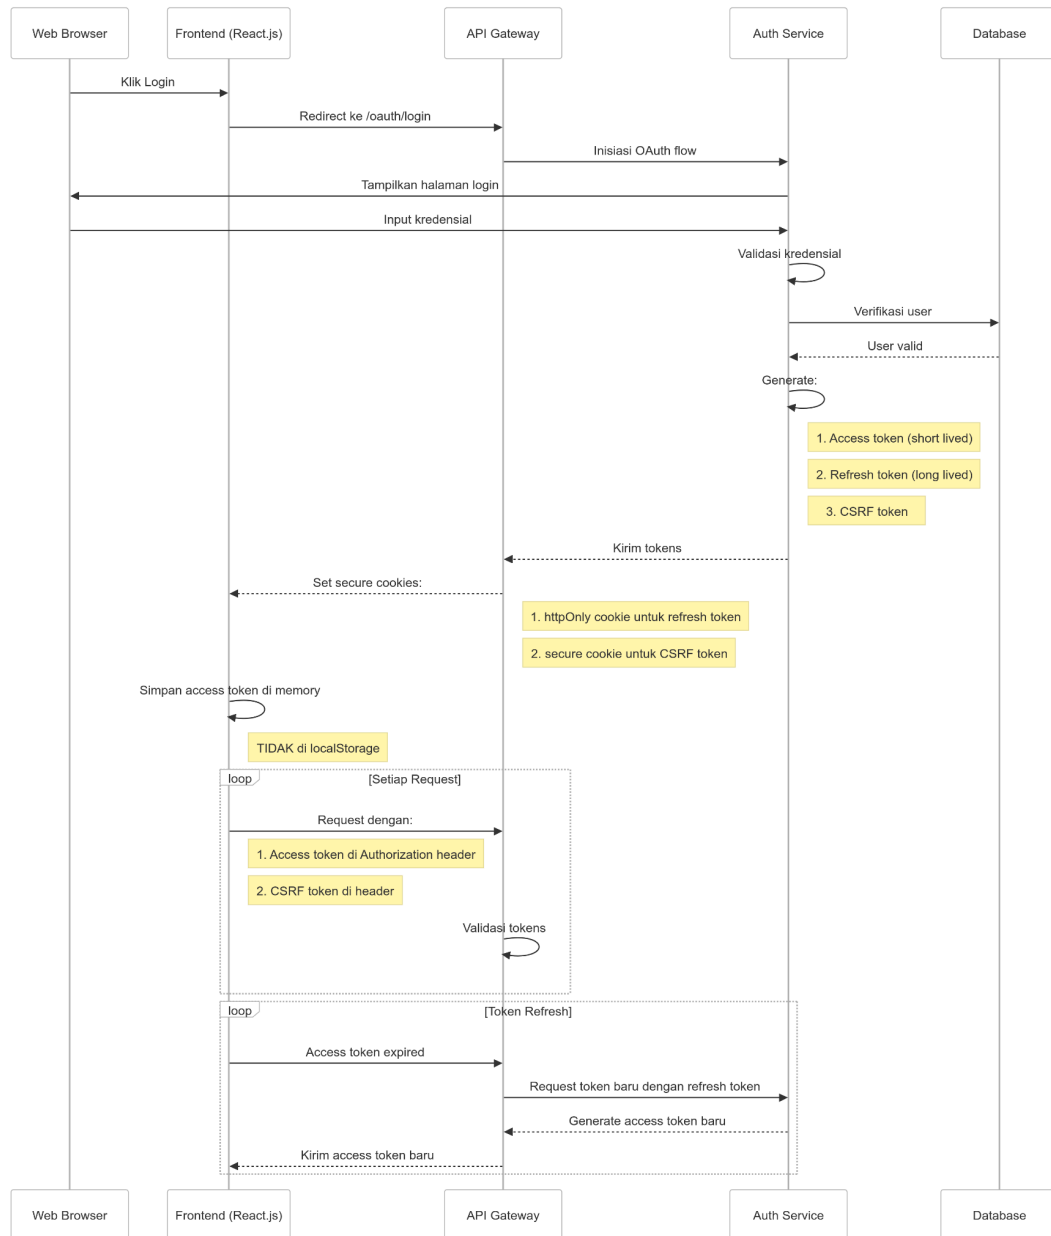 Web Browser
Frontend (React.js)
API Gateway
Auth Service
Database
Klik Login
Redirect ke /oauth/login
Inisiasi OAuth flow
Tampilkan halaman login
Input kredensial
Validasi kredensial
Verifikasi user
User valid
Generate:
1. Access token (short lived)
2. Refresh token (long lived)
3. CSRF token
Kirim tokens
Set secure cookies:
1. httpOnly cookie untuk refresh token
2. secure cookie untuk CSRF token
Simpan access token di memory
TIDAK di localStorage
loop
[Setiap Request]
Request dengan:
1. Access token di Authorization header
2. CSRF token di header
Validasi tokens
loop
[Token Refresh]
Access token expired
Request token baru dengan refresh token
Generate access token baru
Kirim access token baru
Web Browser
Frontend (React.js)
API Gateway
Auth Service
Database